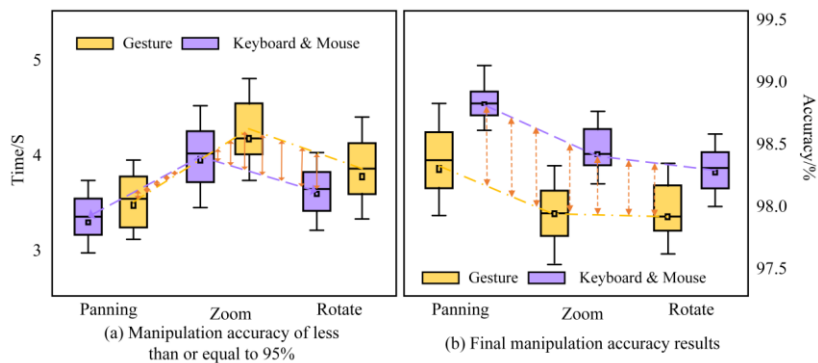 Gesture
Keyboard & Mouse
Time/S
5
4
3
Panning
Zoom
Rotate
(a) Manipulation accuracy of less
than or equal to 95%
99.5
99.0
98.5
98.0
97.5
Accuracy/%
Gesture
Keyboard & Mouse
Panning
Zoom
Rotate
(b) Final manipulation accuracy results